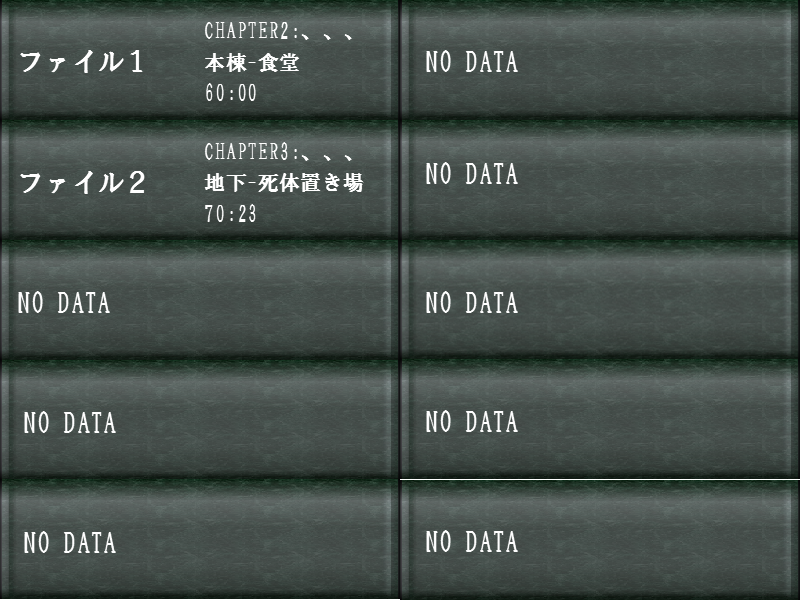 ファイル1
CHAPTER2:、、、
本棟-食堂
60:00
NO DATA
ファイル2
CHAPTER3:、、、
地下-死体置き場
70:23
NO DATA
NO DATA
NO DATA
NO DATA
NO DATA
NO DATA
NO DATA